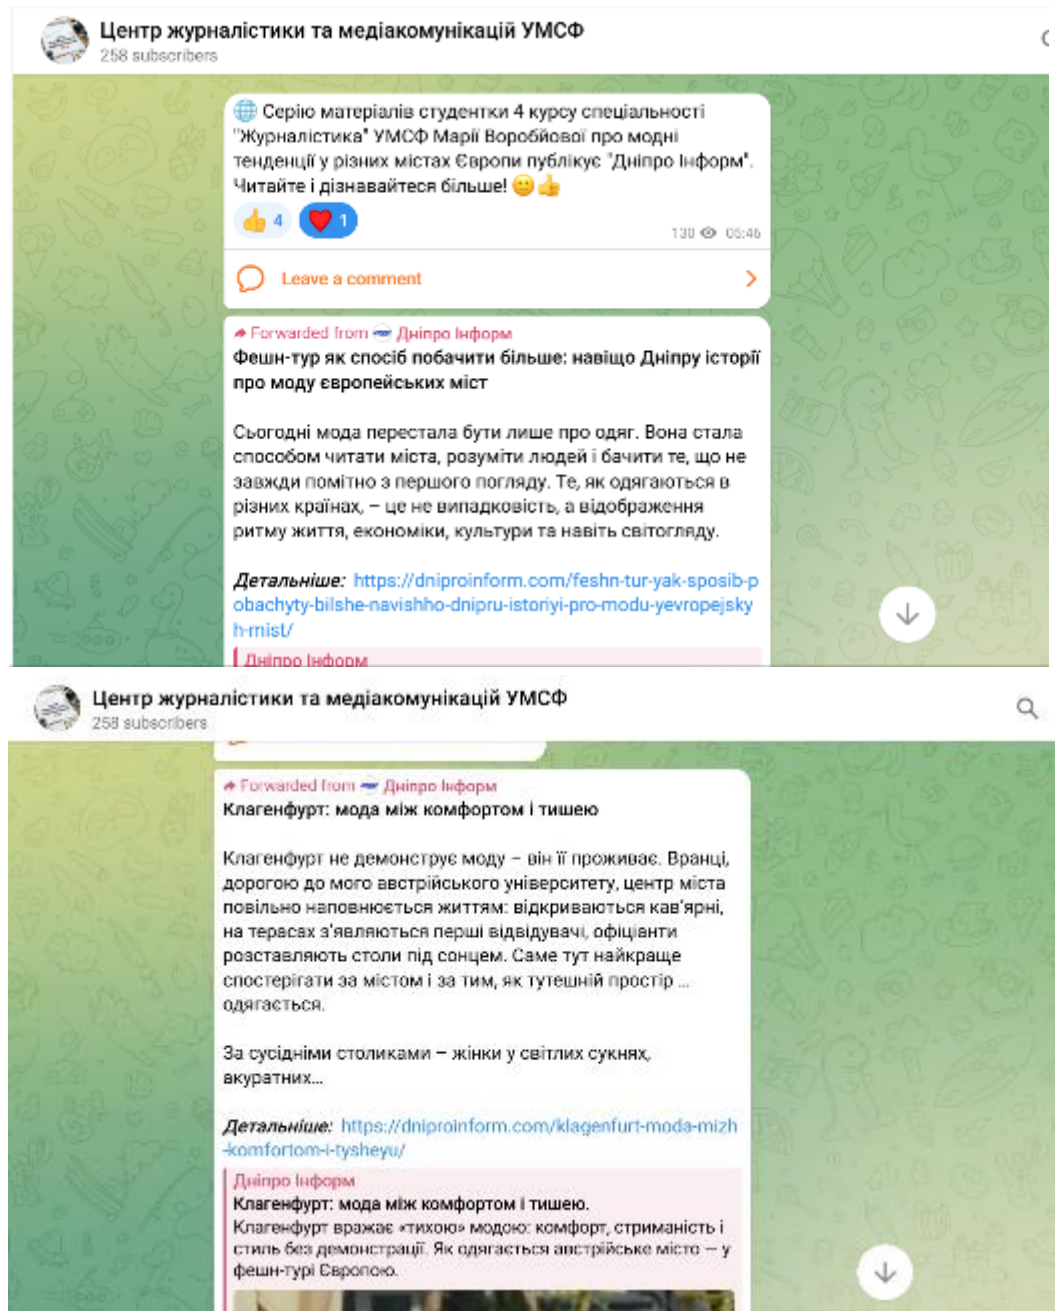 Центр журналістики та медіакомунікацій УМСФ
258 subscribers
Серію матеріалів студентки 4 курсу спеціальності
"Журналістика" УМСФ Марії Воробйової про модні
тенденції у різних містах Європи публікує "Дніпро Інформ".
Читайте і дізнавайтеся більше!
4
1
130 05:46
Leave a comment
Forwarded from Дніпро Інформ
Фешн-тур як спосіб побачити більше: навіщо Дніпру історії
про моду європейських міст
Сьогодні мода перестала бути лише про одяг. Вона стала
способом читати міста, розуміти людей і бачити те, що не
завжди помітно з першого погляду. Те, як одягаються в
різних країнах, – це не випадковість, а відображення
ритму життя, економіки, культури та навіть світогляду.
Детальніше: https://dniproinform.com/feshn-tur-yak-sposib-p
obachyty-bilshe-navishho-dnipru-istoriyi-pro-modu-yevropejsky
h-mist/
Дніпро Інформ
Центр журналістики та медіакомунікацій УМСФ
258 subscribers
Forwarded from Дніпро Інформ
Клагенфурт: мода між комфортом і тишею
Клагенфурт не демонструє моду – він її проживає. Вранці,
дорогою до мого австрійського університету, центр міста
повільно наповнюється життям: відкриваються кав'ярні,
на терасах з'являються перші відвідувачі, офіціанти
розставляють столи під сонцем. Саме тут найкраще
спостерігати за містом і за тим, як тутешній простір ...
одягається.
За сусідніми столиками – жінки у світлих сукнях,
акуратних...
Детальніше: https://dniproinform.com/klagenfurt-moda-mizh
-komfortom-i-tysheyu/
Дніпро Інформ
Клагенфурт: мода між комфортом і тишею.
Клагенфурт вражає «тихою» модою: комфорт, стриманість і
стиль без демонстрації. Як одягається австрійське місто — у
фешн-турі Європою.